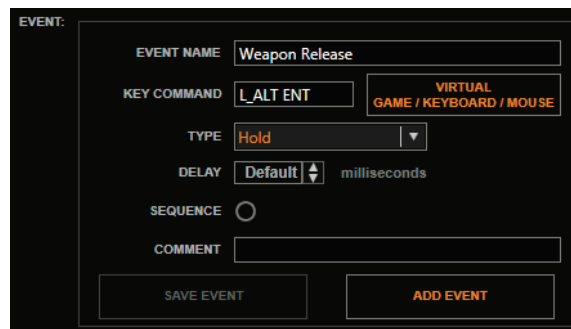 EVENT:
EVENT NAME Weapon Release
KEY COMMAND L_ALT ENT
VIRTUAL
GAME / KEYBOARD / MOUSE
TYPE Hold
DELAY Default milliseconds
SEQUENCE
COMMENT
SAVE EVENT ADD EVENT